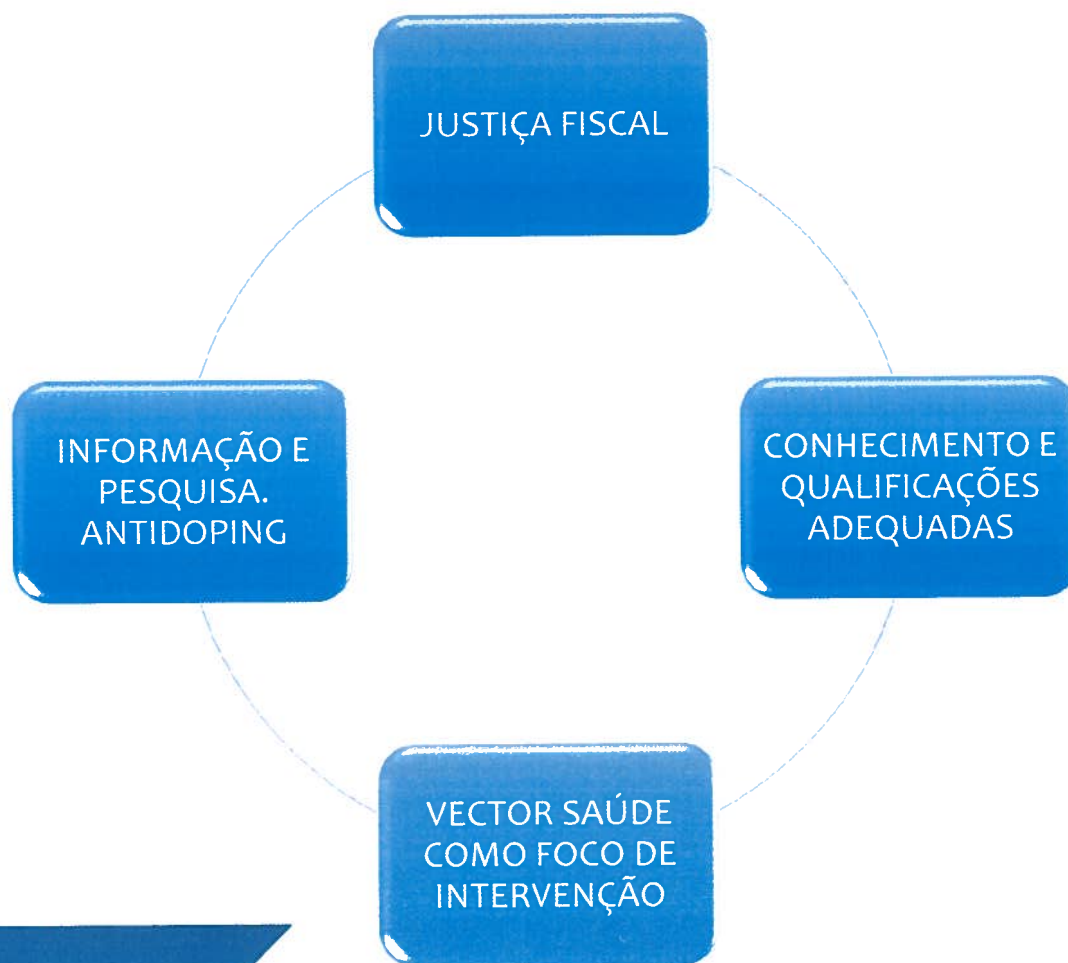 JUSTIÇA FISCAL
INFORMAÇÃO E
PESQUISA.
ANTIDOPING
CONHECIMENTO E
QUALIFICAÇÕES
ADEQUADAS
VECTOR SAÚDE
COMO FOCO DE
INTERVENÇÃO